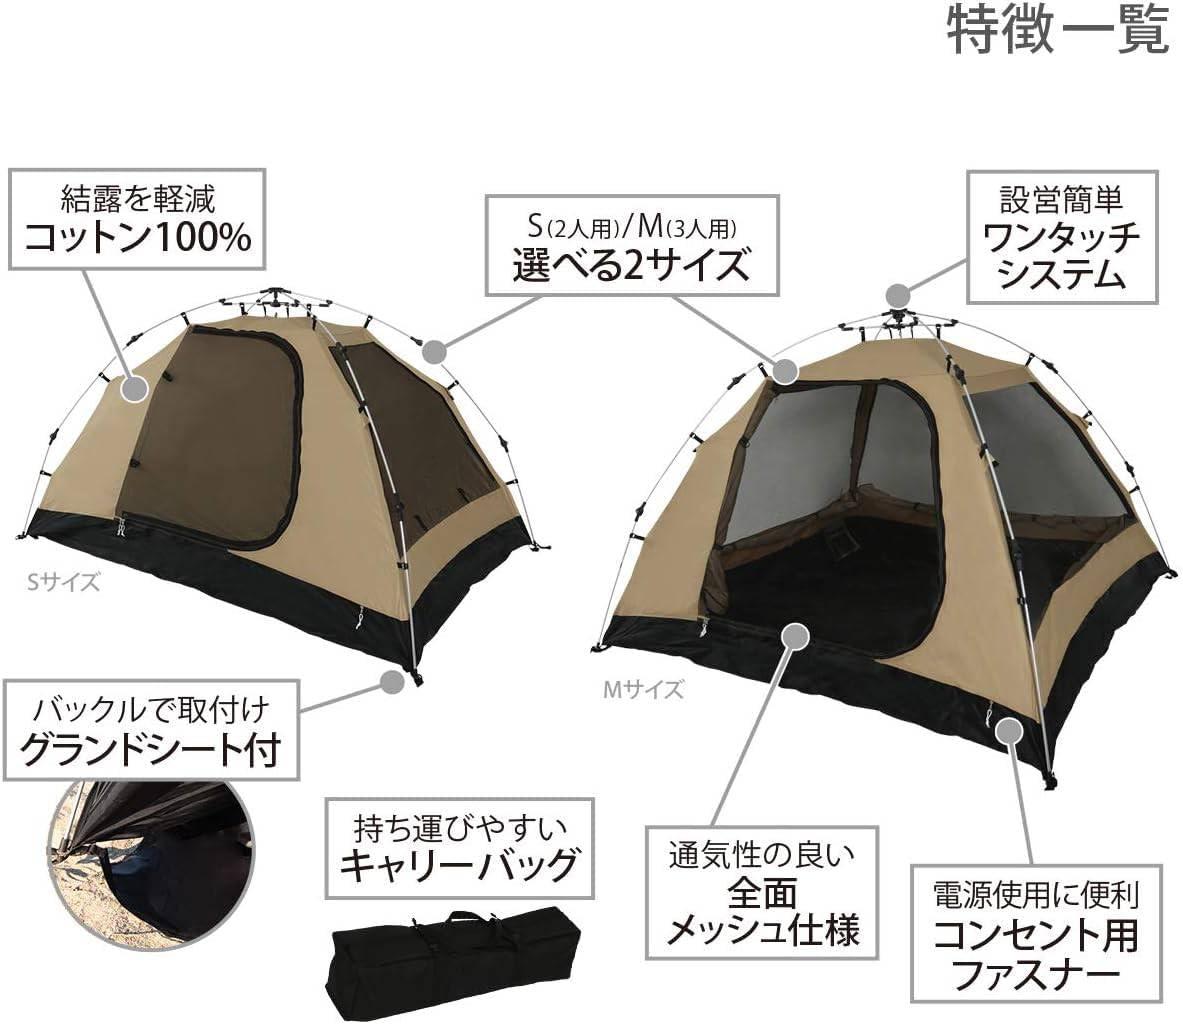 特徴一覧
結露を軽減
コットン100%
S(2人用)/M(3人用)
選べる2サイズ
設営簡単
ワンタッチ
システム
Sサイズ
Mサイズ
バックルで取付け
グランドシート付
持ち運びやすい
キャリーバッグ
通気性の良い
全面
メッシュ仕様
電源使用に便利
コンセント用
ファスナー